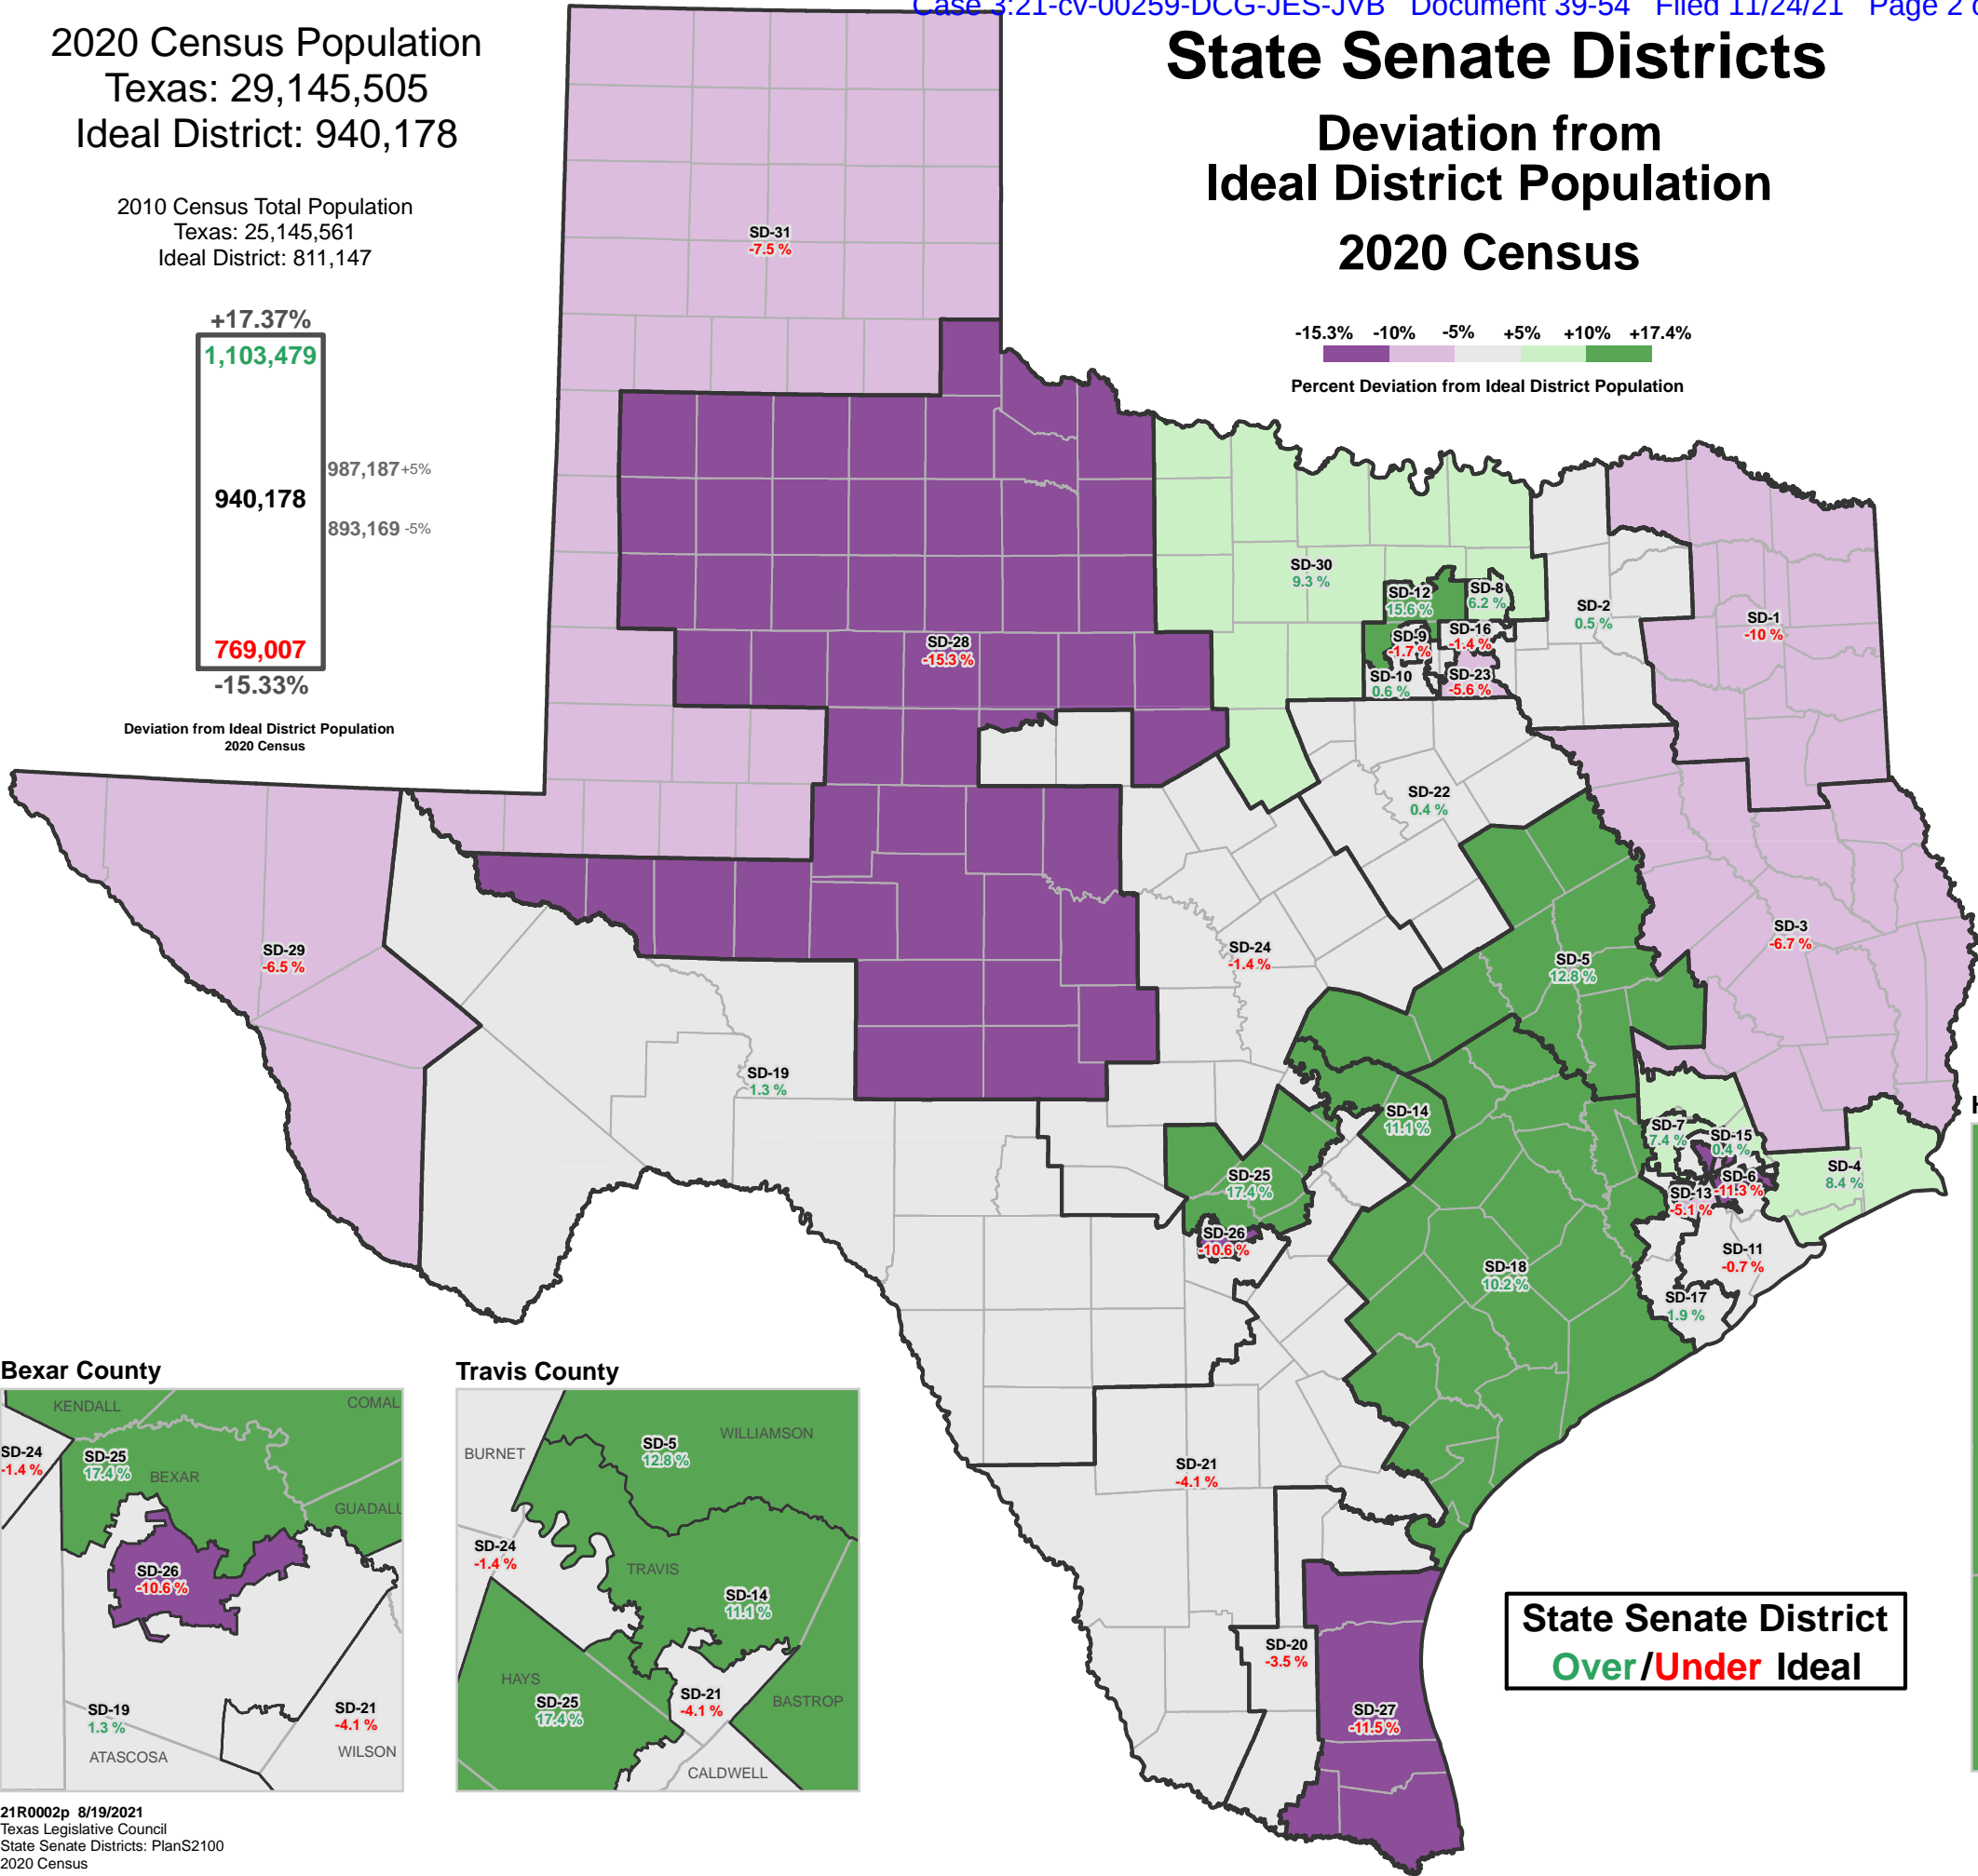 Case 3:21-cv-00259-DCG-JES-JVB Document 39-54 Filed 11/24/21 Page 2
2020 Census Population
Texas: 29,145,505
Ideal District: 940,178
2010 Census Total Population
Texas: 25,145,561
Ideal District: 811,147
+17.37%
1,103,479
987,187 +5%
940,178
893,169 -5%
769,007
-15.33%
Deviation from Ideal District Population
2020 Census
State Senate Districts
Deviation from
Ideal District Population
2020 Census
-15.3% -10% -5% +5% +10% +17.4%
Percent Deviation from Ideal District Population
SD-31
-7.5 %
SD-30
9.3 %
SD-12
15.6 %
SD-8
6.2 %
SD-2
0.5 %
SD-1
-10 %
SD-9
-1.7 %
SD-16
-1.4 %
SD-28
-15.3 %
SD-10
0.6 %
SD-23
-5.6 %
SD-22
0.4 %
SD-3
-6.7 %
SD-29
-6.5 %
SD-24
-1.4 %
SD-5
12.8 %
SD-19
1.3 %
SD-14
11.1 %
SD-7
7.4 %
SD-15
0.4 %
SD-4
8.4 %
SD-25
17.4 %
SD-6
-11.3 %
SD-13
-5.1 %
SD-26
-10.6 %
SD-11
-0.7 %
SD-18
10.2 %
SD-17
1.9 %
SD-21
-4.1 %
SD-20
-3.5 %
SD-27
-11.5 %
State Senate District
Over/Under Ideal
Bexar County
KENDALL
COMAL
SD-24
-1.4 %
SD-25
17.4 %
BEXAR
GUADALU
SD-26
-10.6 %
SD-19
1.3 %
SD-21
-4.1 %
ATASCOSA
WILSON
Travis County
BURNET
SD-5
12.8 %
WILLIAMSON
SD-24
-1.4 %
TRAVIS
SD-14
11.1 %
HAYS
SD-25
17.4 %
SD-21
-4.1 %
BASTROP
CALDWELL
21R0002p 8/19/2021
Texas Legislative Council
State Senate Districts: PlanS2100
2020 Census